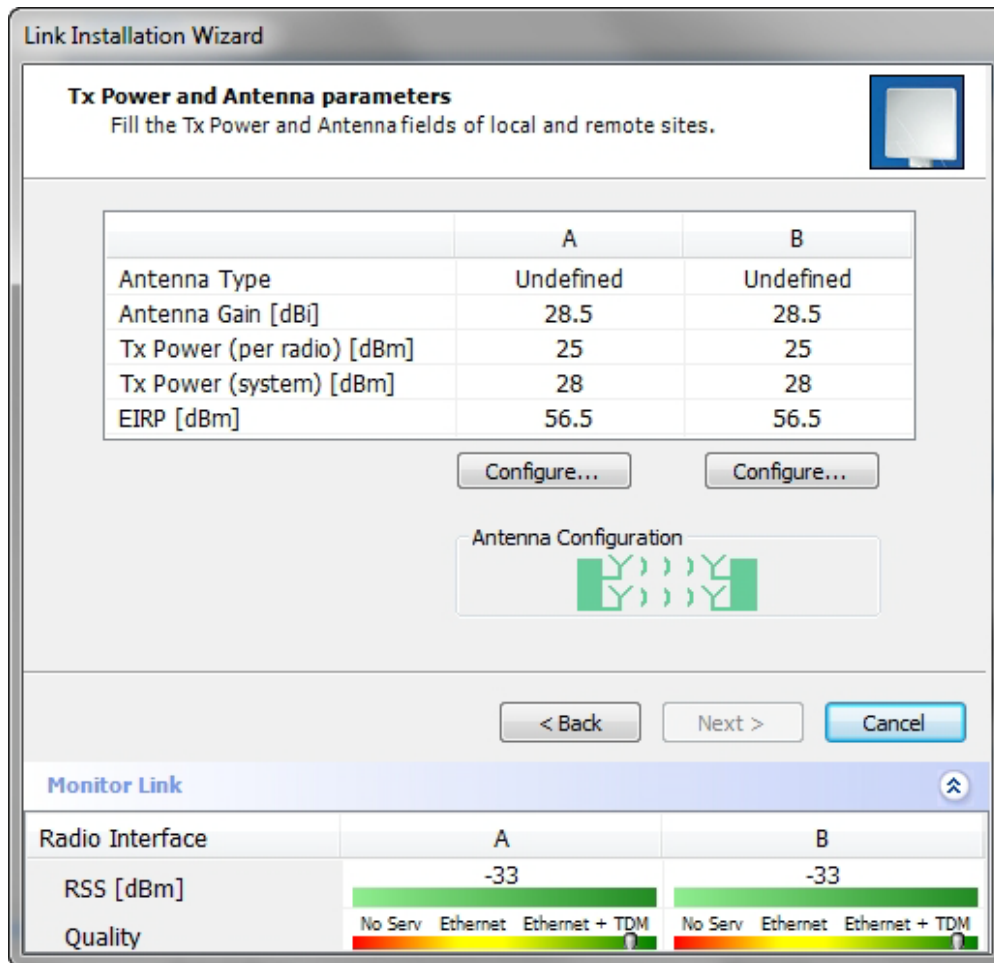 Link Installation Wizard
Tx Power and Antenna parameters
Fill the Tx Power and Antenna fields of local and remote sites.
A B
Antenna Type Undefined Undefined
Antenna Gain [dBi] 28.5 28.5
Tx Power (per radio) [dBm] 25 25
Tx Power (system) [dBm] 28 28
EIRP [dBm] 56.5 56.5
Configure... Configure...
Antenna Configuration
< Back Next > Cancel
Monitor Link
Radio Interface A B
RSS [dBm] -33 -33
Quality No Serv Ethernet Ethernet + TDM No Serv Ethernet Ethernet + TDM